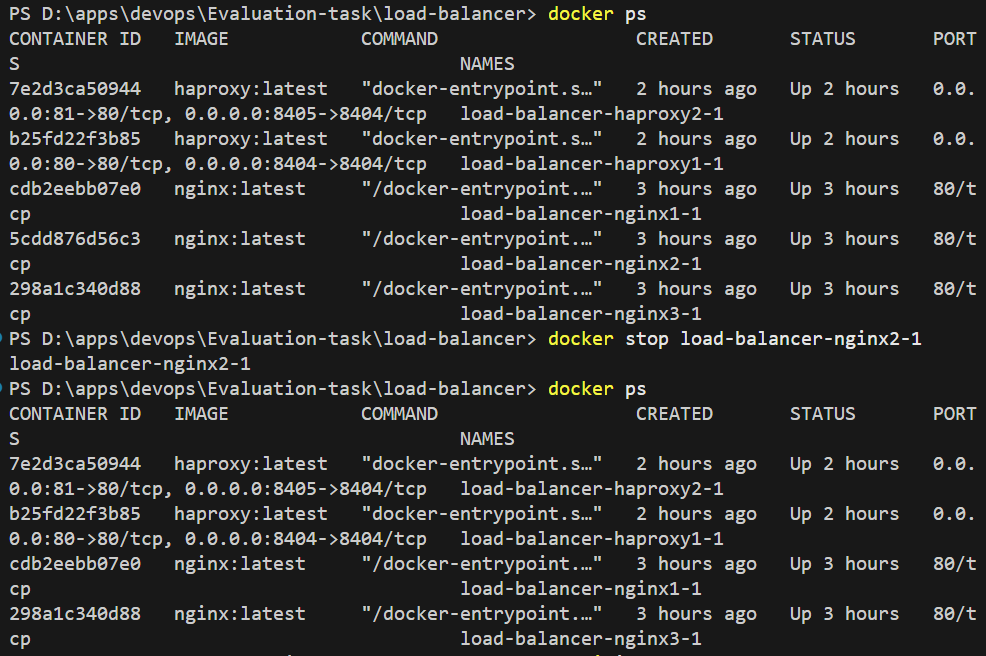 PS D:\apps\devops\Evaluation-task\load-balancer> docker ps
CONTAINER ID   IMAGE            COMMAND                  CREATED       STATUS       PORT
S                                        NAMES
7e2d3ca50944   haproxy:latest   "docker-entrypoint.s…"   2 hours ago   Up 2 hours   0.0.
0.0:81->80/tcp, 0.0.0.0:8405->8404/tcp   load-balancer-haproxy2-1
b25fd22f3b85   haproxy:latest   "docker-entrypoint.s…"   2 hours ago   Up 2 hours   0.0.
0.0:80->80/tcp, 0.0.0.0:8404->8404/tcp   load-balancer-haproxy1-1
cdb2eebb07e0   nginx:latest     "/docker-entrypoint.…"   3 hours ago   Up 3 hours   80/t
cp                                       load-balancer-nginx1-1
5cdd876d56c3   nginx:latest     "/docker-entrypoint.…"   3 hours ago   Up 3 hours   80/t
cp                                       load-balancer-nginx2-1
298a1c340d88   nginx:latest     "/docker-entrypoint.…"   3 hours ago   Up 3 hours   80/t
cp                                       load-balancer-nginx3-1
PS D:\apps\devops\Evaluation-task\load-balancer> docker stop load-balancer-nginx2-1
load-balancer-nginx2-1
PS D:\apps\devops\Evaluation-task\load-balancer> docker ps
CONTAINER ID   IMAGE            COMMAND                  CREATED       STATUS       PORT
S                                        NAMES
7e2d3ca50944   haproxy:latest   "docker-entrypoint.s…"   2 hours ago   Up 2 hours   0.0.
0.0:81->80/tcp, 0.0.0.0:8405->8404/tcp   load-balancer-haproxy2-1
b25fd22f3b85   haproxy:latest   "docker-entrypoint.s…"   2 hours ago   Up 2 hours   0.0.
0.0:80->80/tcp, 0.0.0.0:8404->8404/tcp   load-balancer-haproxy1-1
cdb2eebb07e0   nginx:latest     "/docker-entrypoint.…"   3 hours ago   Up 3 hours   80/t
cp                                       load-balancer-nginx1-1
298a1c340d88   nginx:latest     "/docker-entrypoint.…"   3 hours ago   Up 3 hours   80/t
cp                                       load-balancer-nginx3-1